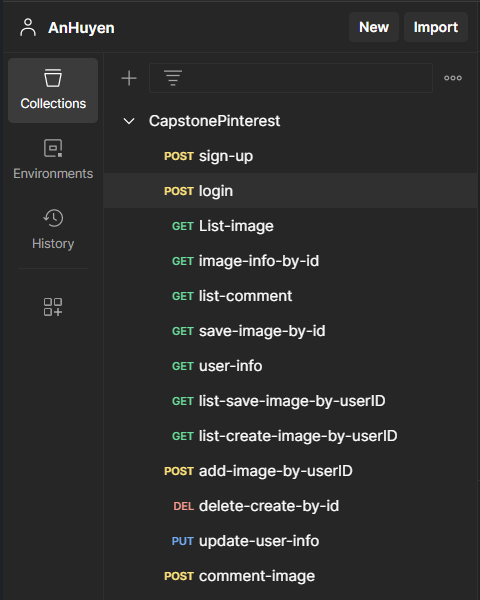 AnHuyen New Import
Collections
Environments
History
CapstonePinterest
POST sign-up
POST login
GET List-image
GET image-info-by-id
GET list-comment
GET save-image-by-id
GET user-info
GET list-save-image-by-userID
GET list-create-image-by-userID
POST add-image-by-userID
DEL delete-create-by-id
PUT update-user-info
POST comment-image